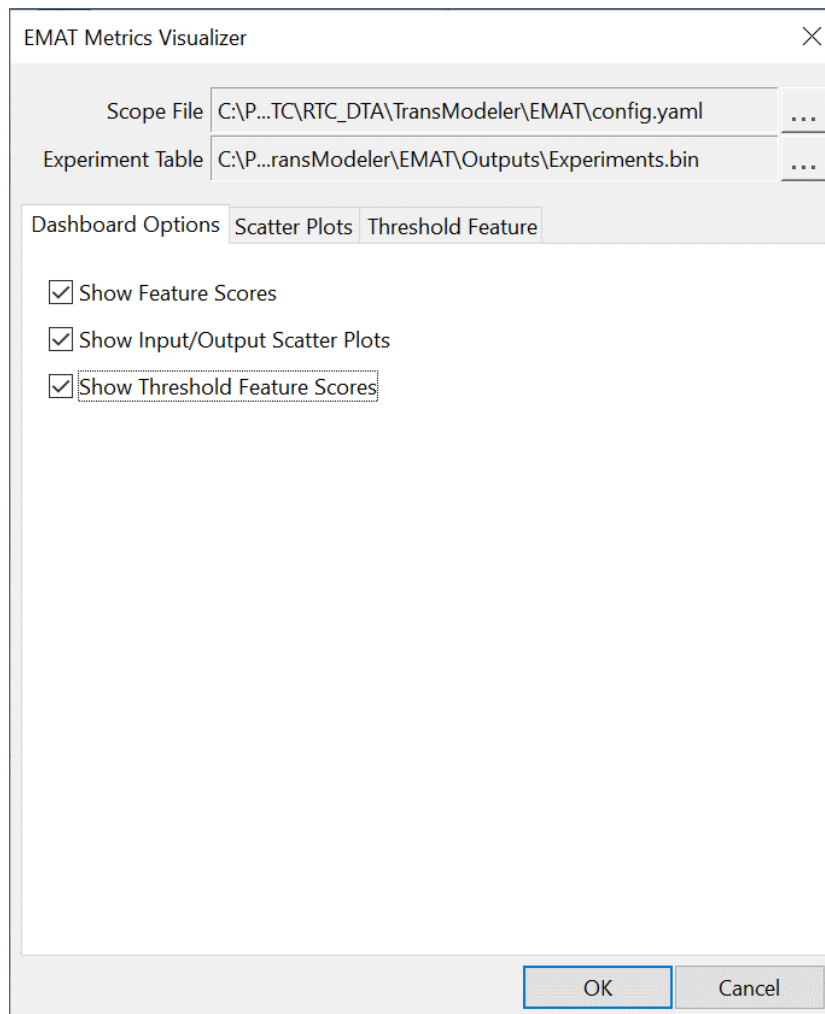 EMAT Metrics Visualizer
Scope File C:\P...TC\RTC_DTA\TransModeler\EMAT\config.yaml ...
Experiment Table C:\P...ransModeler\EMAT\Outputs\Experiments.bin ...
Dashboard Options Scatter Plots Threshold Feature
Show Feature Scores
Show Input/Output Scatter Plots
Show Threshold Feature Scores
OK Cancel